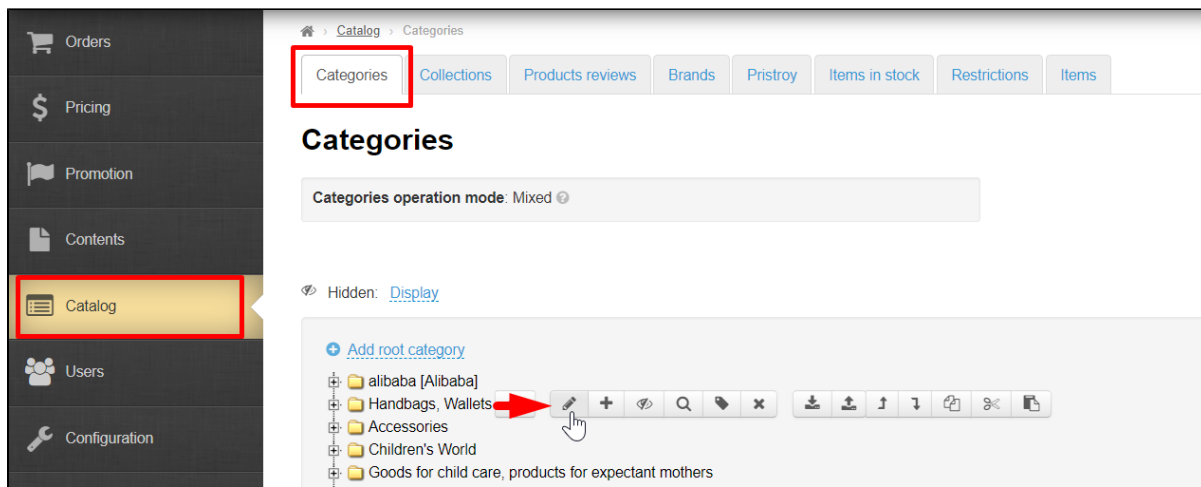 Orders
Pricing
Promotion
Contents
Catalog
Users
Configuration
Catalog Categories
Categories Collections Products reviews Brands Pristroy Items in stock Restrictions Items
Categories
Categories operation mode: Mixed
Hidden: Display
Add root category
alibaba [Alibaba]
Handbags, Wallets
Accessories
Children's World
Goods for child care, products for expectant mothers